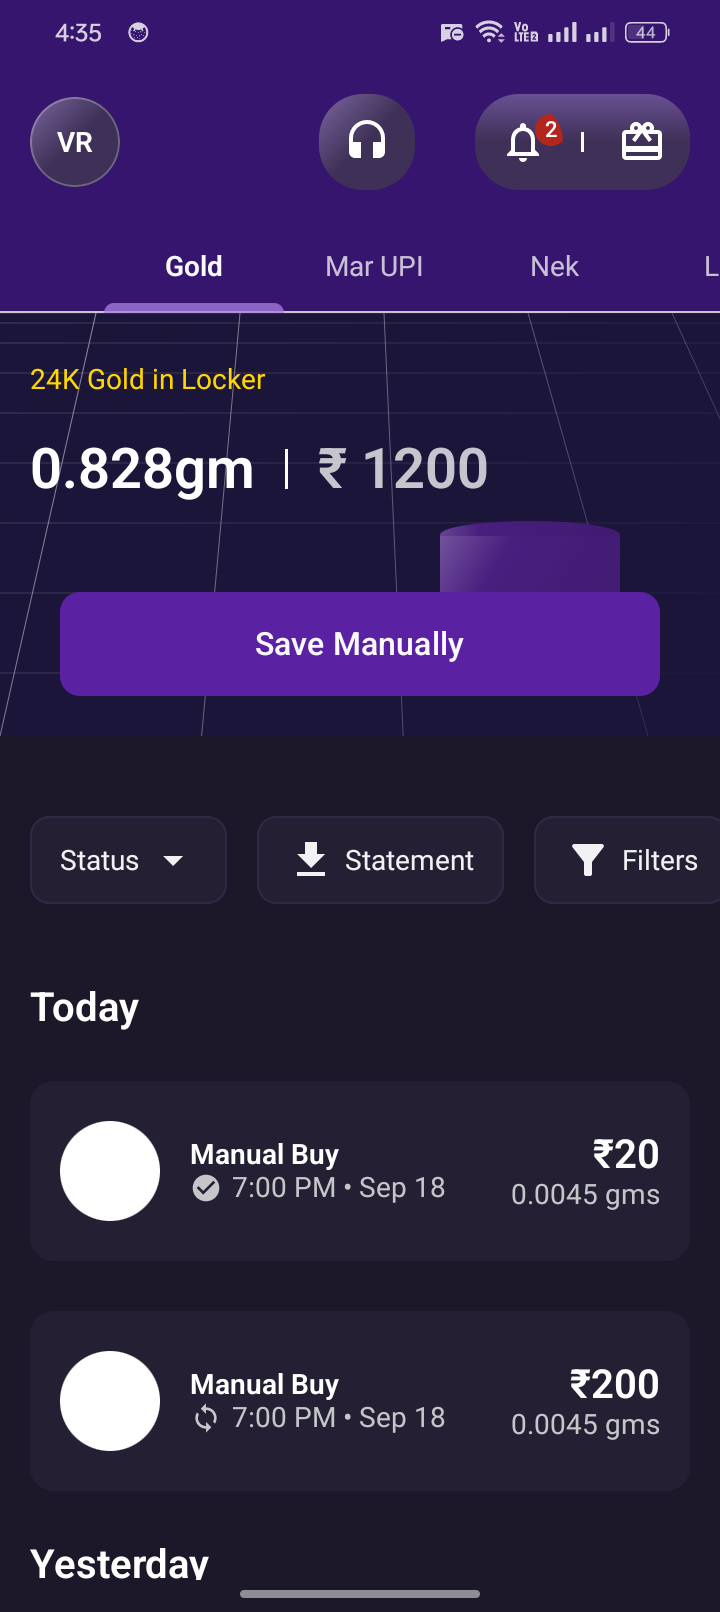 4:35
Vo
LTE2
44
VR
2
Gold Mar UPI Nek L
24K Gold in Locker
0.828gm | ₹ 1200
Save Manually
Status Statement Filters
Today
Manual Buy ₹20
7:00 PM • Sep 18 0.0045 gms
Manual Buy ₹200
7:00 PM • Sep 18 0.0045 gms
Yesterday